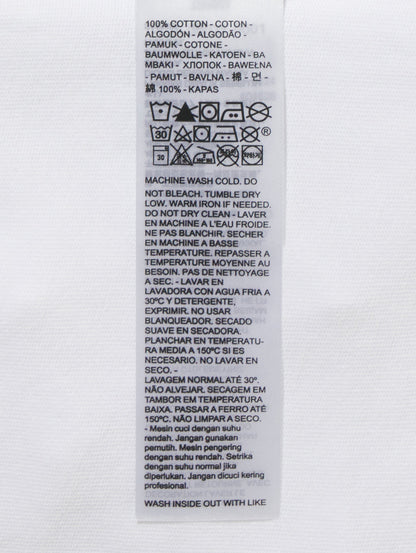 100% COTTON - COTON -
ALGODÓN - ALGODÃO -
PAMUK - COTONE -
BAUMWOLLE - KATOEN - BA
MBAKI - ХЛОПОК - BAWEŁNA
- PAMUT - BAVLNA - 棉 - 면 -
綿 100% - KAPAS
30
®
30
MACHINE WASH COLD. DO
NOT BLEACH. TUMBLE DRY
LOW. WARM IRON IF NEEDED.
DO NOT DRY CLEAN - LAVER
EN MACHINE A L'EAU FROIDE.
NE PAS BLANCHIR. SECHER
EN MACHINE A BASSE
TEMPERATURE. REPASSER A
TEMPERATURE MOYENNE AU
BESOIN. PAS DE NETTOYAGE
A SEC. - LAVAR EN
LAVADORA CON AGUA FRIA A
30ºC Y DETERGENTE,
EXPRIMIR. NO USAR
BLANQUEADOR. SECADO
SUAVE EN SECADORA.
PLANCHAR EN TEMPERATU-
RA MEDIA A 150ºC SI ES
NECESARIO. NO LAVAR EN
SECO. -
LAVAGEM NORMAL ATÉ 30º.
NÃO ALVEJAR. SECAGEM EM
TAMBOR EM TEMPERATURA
BAIXA. PASSAR A FERRO ATÉ
150ºC. NÃO LIMPAR A SECO.
- Mesin cuci dengan suhu
rendah. Jangan gunakan
pemutih. Mesin pengering
dengan suhu rendah. Setrika
dengan suhu normal jika
diperlukan. Jangan dicuci kering
profesional.
WASH INSIDE OUT WITH LIKE